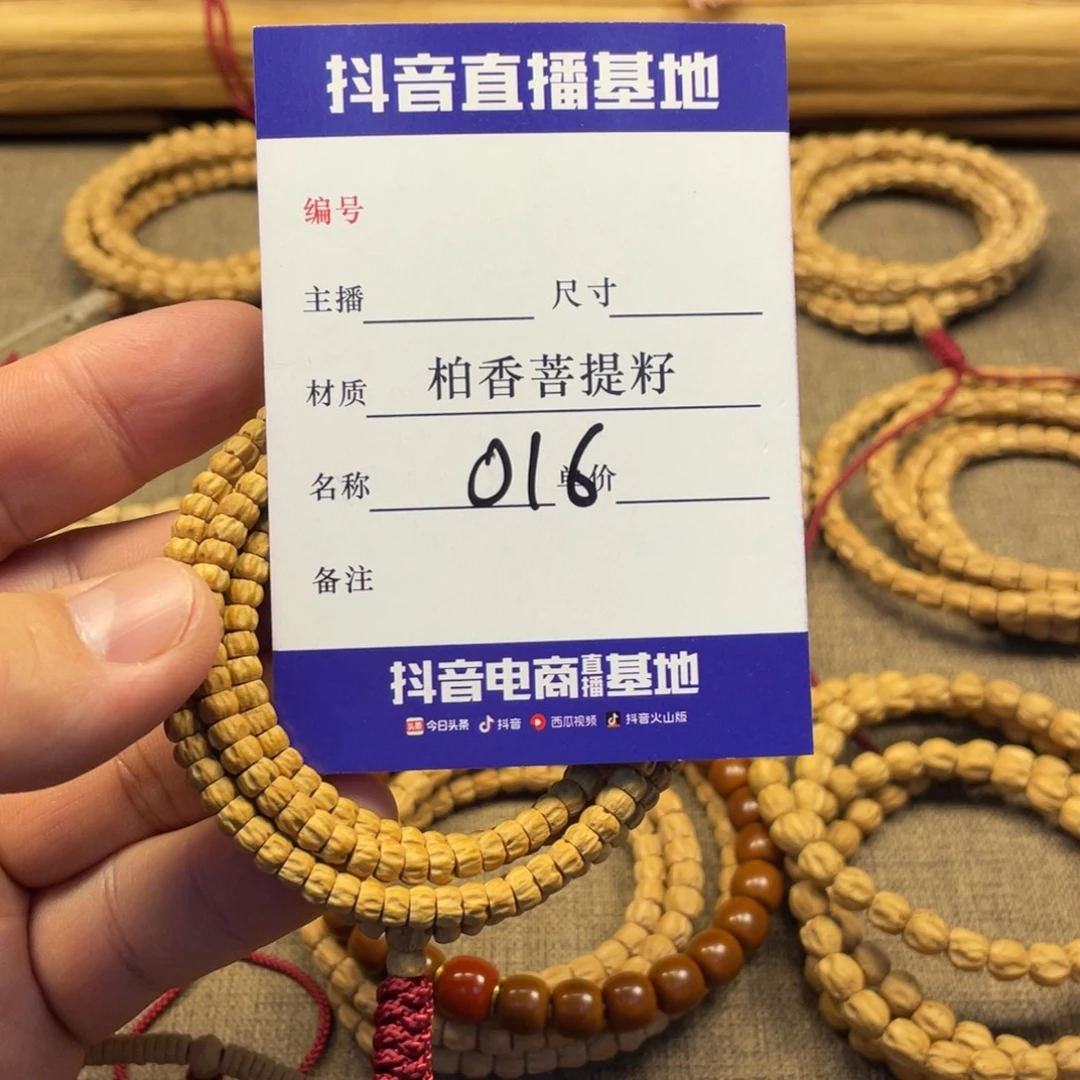 抖音直播基地
编号
主播 尺寸
材质 柏香菩提籽
名称 016 单价
备注
抖音电商直播基地
头条 今日头条 抖音 西瓜视频 抖音火山版